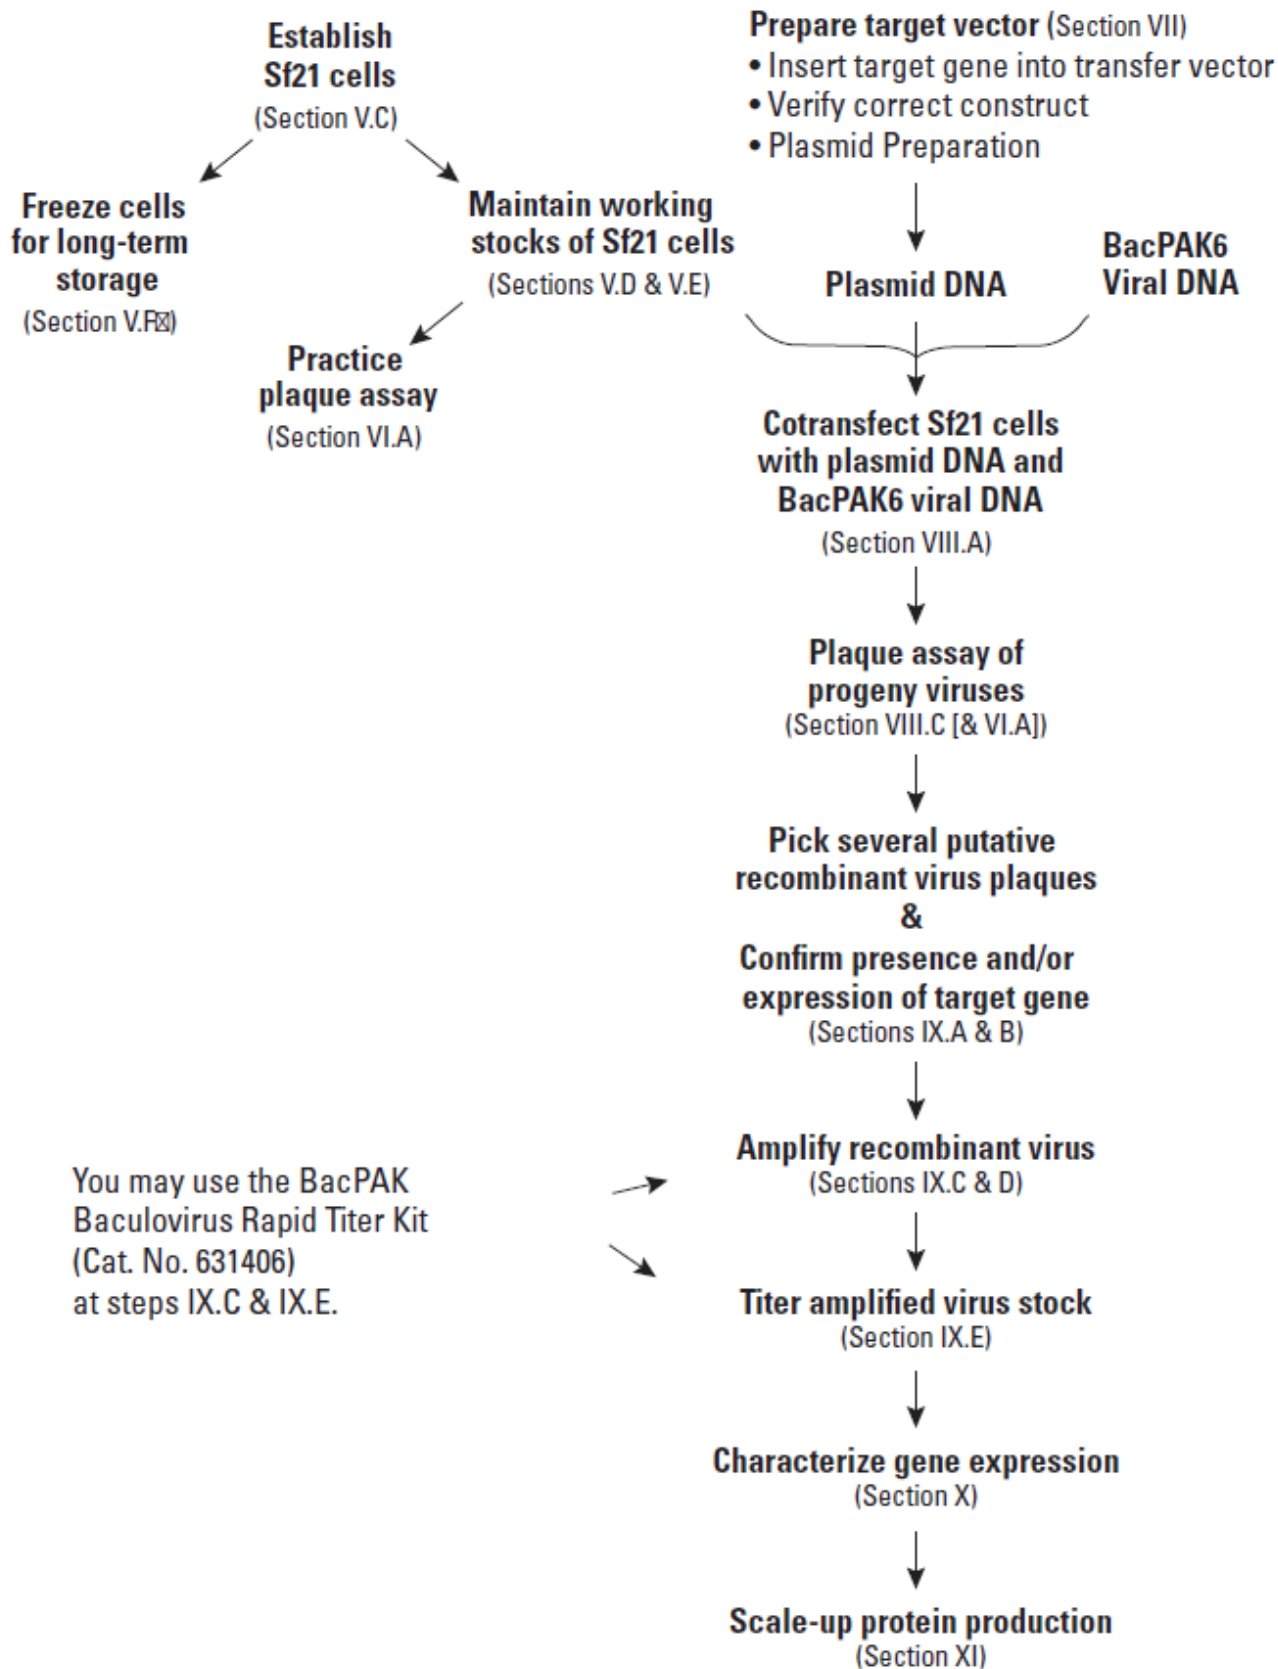 Establish
Sf21 cells
(Section V.C)
Prepare target vector (Section VII)
• Insert target gene into transfer vector
• Verify correct construct
• Plasmid Preparation
Freeze cells
for long-term
storage
(Section V.F)
Maintain working
stocks of Sf21 cells
(Sections V.D & V.E)
Practice
plaque assay
(Section VI.A)
Plasmid DNA
BacPAK6
Viral DNA
Cotransfect Sf21 cells
with plasmid DNA and
BacPAK6 viral DNA
(Section VIII.A)
Plaque assay of
progeny viruses
(Section VIII.C [& VI.A])
Pick several putative
recombinant virus plaques
&
Confirm presence and/or
expression of target gene
(Sections IX.A & B)
Amplify recombinant virus
(Sections IX.C & D)
You may use the BacPAK
Baculovirus Rapid Titer Kit
(Cat. No. 631406)
at steps IX.C & IX.E.
Titer amplified virus stock
(Section IX.E)
Characterize gene expression
(Section X)
Scale-up protein production
(Section XI)